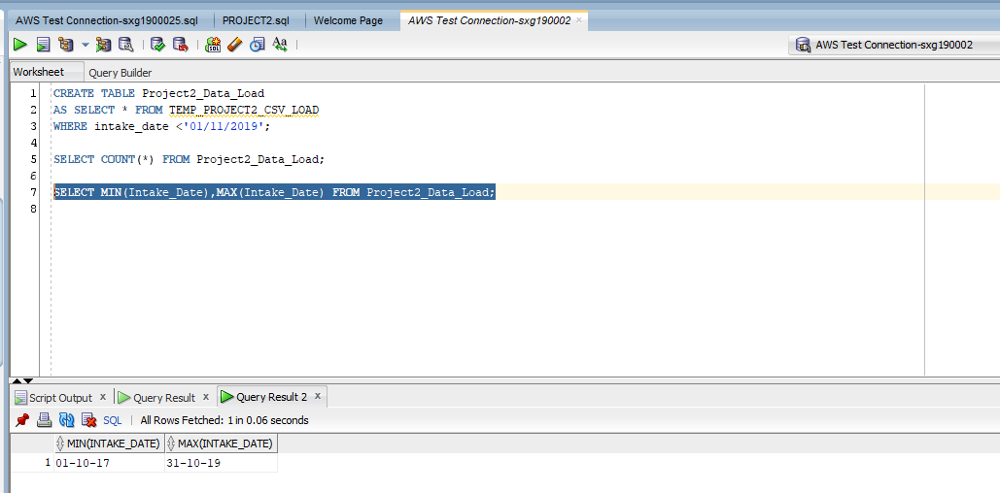 AWS Test Connection-sxg1900025.sql PROJECT2.sql Welcome Page AWS Test Connection-sxg190002
SQL Aa AWS Test Connection-sxg190002
Worksheet Query Builder
1 CREATE TABLE Project2_Data_Load
2 AS SELECT * FROM TEMP_PROJECT2_CSV_LOAD
3 WHERE intake_date <'01/11/2019';
4
5 SELECT COUNT(*) FROM Project2_Data_Load;
6
7 SELECT MIN(Intake_Date),MAX(Intake_Date) FROM Project2_Data_Load;
8
Script Output x Query Result x Query Result 2 x
SQL All Rows Fetched: 1 in 0.06 seconds
MIN(INTAKE_DATE) MAX(INTAKE_DATE)
1 01-10-17 31-10-19